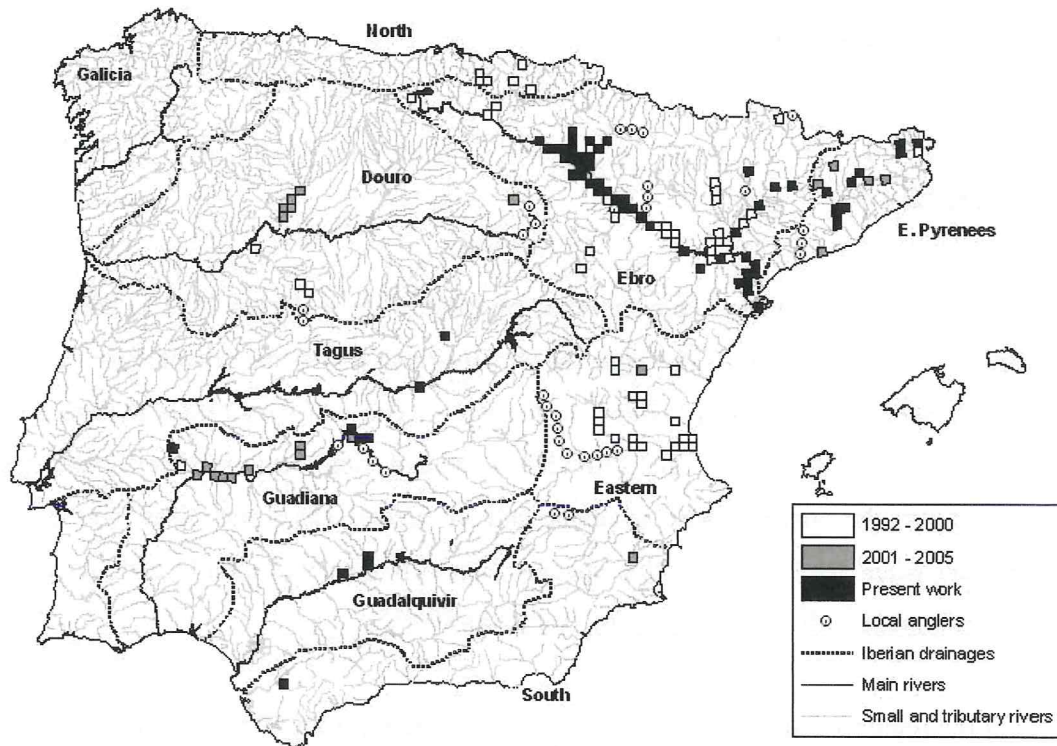 North
Galicia
Douro
E. Pyrenees
Ebro
Tagus
Guadiana
Eastern
Guadalquivir
South
1992 - 2000
2001 - 2005
Present work
Local anglers
Iberian drainages
Main rivers
Small and tributary rivers